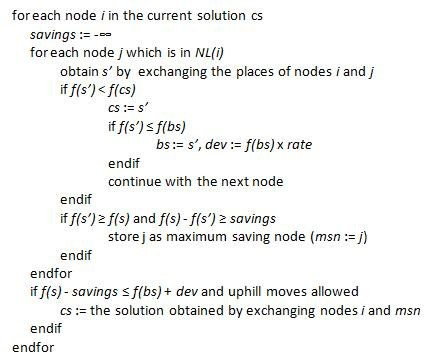 for each node i in the current solution cs
savings := -∞
for each node j which is in NL(i)
obtain s' by exchanging the places of nodes i and j
if f(s') < f(cs)
cs := s'
if f(s') ≤ f(bs)
bs := s', dev := f(bs) x rate
endif
continue with the next node
endif
if f(s') ≥ f(s) and f(s) - f(s') ≥ savings
store j as maximum saving node (msn := j)
endif
endfor
if f(s) - savings ≤ f(bs) + dev and uphill moves allowed
cs := the solution obtained by exchanging nodes i and msn
endif
endfor